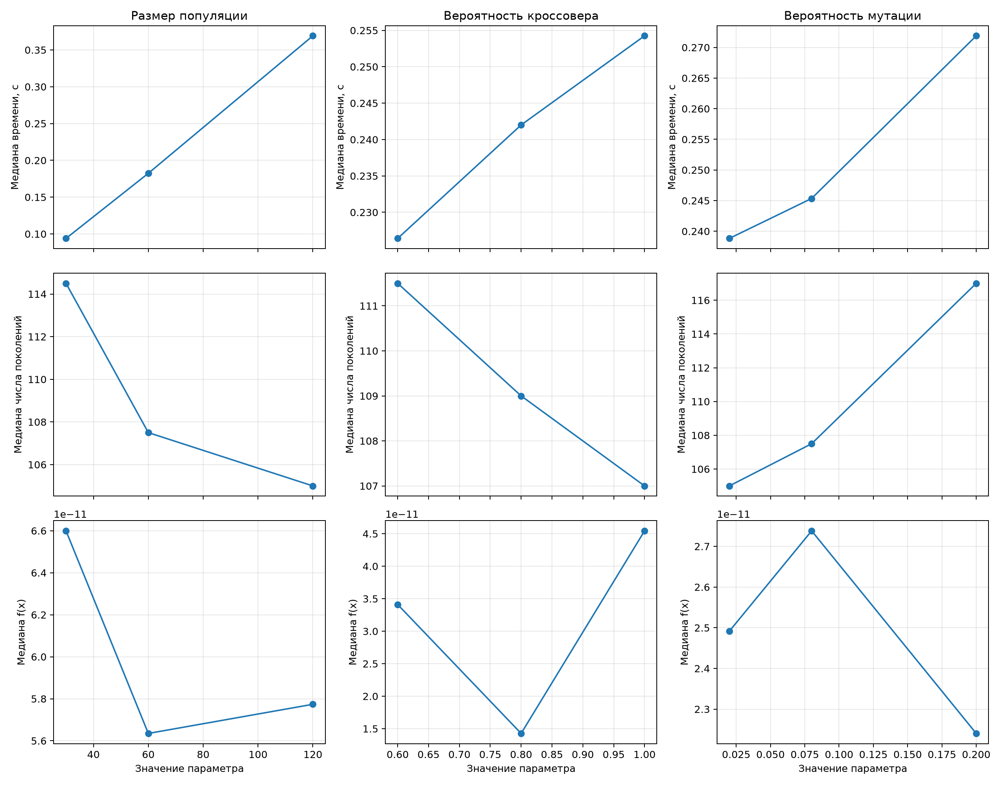 Размер популяции
Вероятность кроссовера
Вероятность мутации
Медиана времени, с
0.35
0.30
0.25
0.20
0.15
0.10
Медиана времени, с
0.255
0.250
0.245
0.240
0.235
0.230
Медиана времени, с
0.270
0.265
0.260
0.255
0.250
0.245
0.240
Медиана числа поколений
114
112
110
108
106
Медиана числа поколений
111
110
109
108
107
Медиана числа поколений
116
114
112
110
108
106
1e−11
Медиана f(x)
6.6
6.4
6.2
6.0
5.8
5.6
40 60 80 100 120
Значение параметра
1e−11
Медиана f(x)
4.5
4.0
3.5
3.0
2.5
2.0
1.5
0.60 0.65 0.70 0.75 0.80 0.85 0.90 0.95 1.00
Значение параметра
1e−11
Медиана f(x)
2.7
2.6
2.5
2.4
2.3
0.025 0.050 0.075 0.100 0.125 0.150 0.175 0.200
Значение параметра